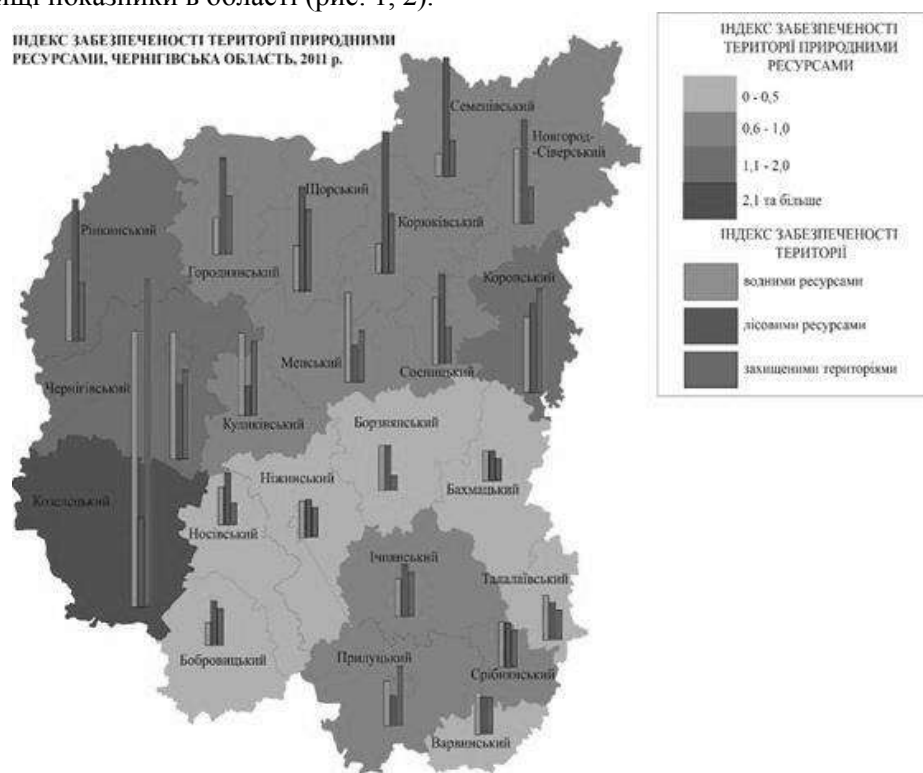 щі показники в області (рис. 1, 2).
ІНДЕКС ЗАБЕЗПЕЧЕНОСТІ ТЕРИТОРІЇ ПРИРОДНИМИ
РЕСУРСАМИ, ЧЕРНІГІВСЬКА ОБЛАСТЬ, 2011 р.
ІНДЕКС ЗАБЕЗПЕЧЕНОСТІ
ТЕРИТОРІЇ ПРИРОДНИМИ
РЕСУРСАМИ
0 - 0,5
0,6 - 1,0
1,1 - 2,0
2,1 та більше
ІНДЕКС ЗАБЕЗПЕЧЕНОСТІ
ТЕРИТОРІЇ
водними ресурсами
лісовими ресурсами
захищеними територіями
Семенівський
Новгород-
-Сіверський
Щорський
Ріпкинський
Корюківський
Городнянський
Коропський
Менський
Сосницький
Чернігівський
Куликівський
Борзнянський
Ніжинський
Бахмацький
Козелецький
Носівський
Ічнянський
Талалаївський
Бобровицький
Прилуцький
Срібнянський
Варвинський